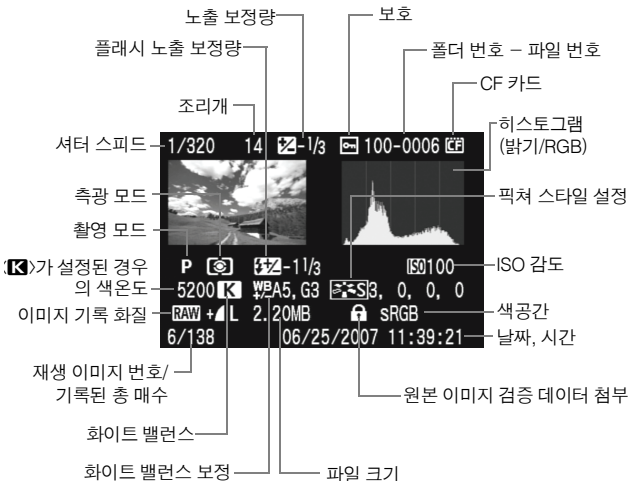 노출 보정량
보호
플래시 노출 보정량
폴더 번호 – 파일 번호
CF 카드
조리개
히스토그램
(밝기/RGB)
셔터 스피드
1/320 14 -1/3 100-0006 CF
측광 모드
픽쳐 스타일 설정
촬영 모드
P -1 1/3 ISO100
ISO 감도
<K>가 설정된 경우
의 색온도
5200 K WB+/- A5, G3 S3, 0, 0, 0
이미지 기록 화질
RAW + L 2.20MB sRGB
색공간
6/138 06/25/2007 11:39:21
날짜, 시간
재생 이미지 번호/
기록된 총 매수
원본 이미지 검증 데이터 첨부
화이트 밸런스
화이트 밸런스 보정
파일 크기